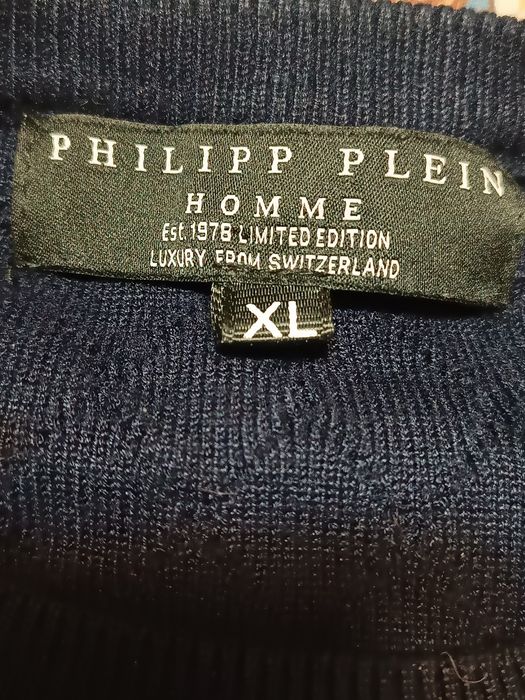 PHILIPP PLEIN
HOMME
Est 1978 LIMITED EDITION
LUXURY FROM SWITZERLAND
XL